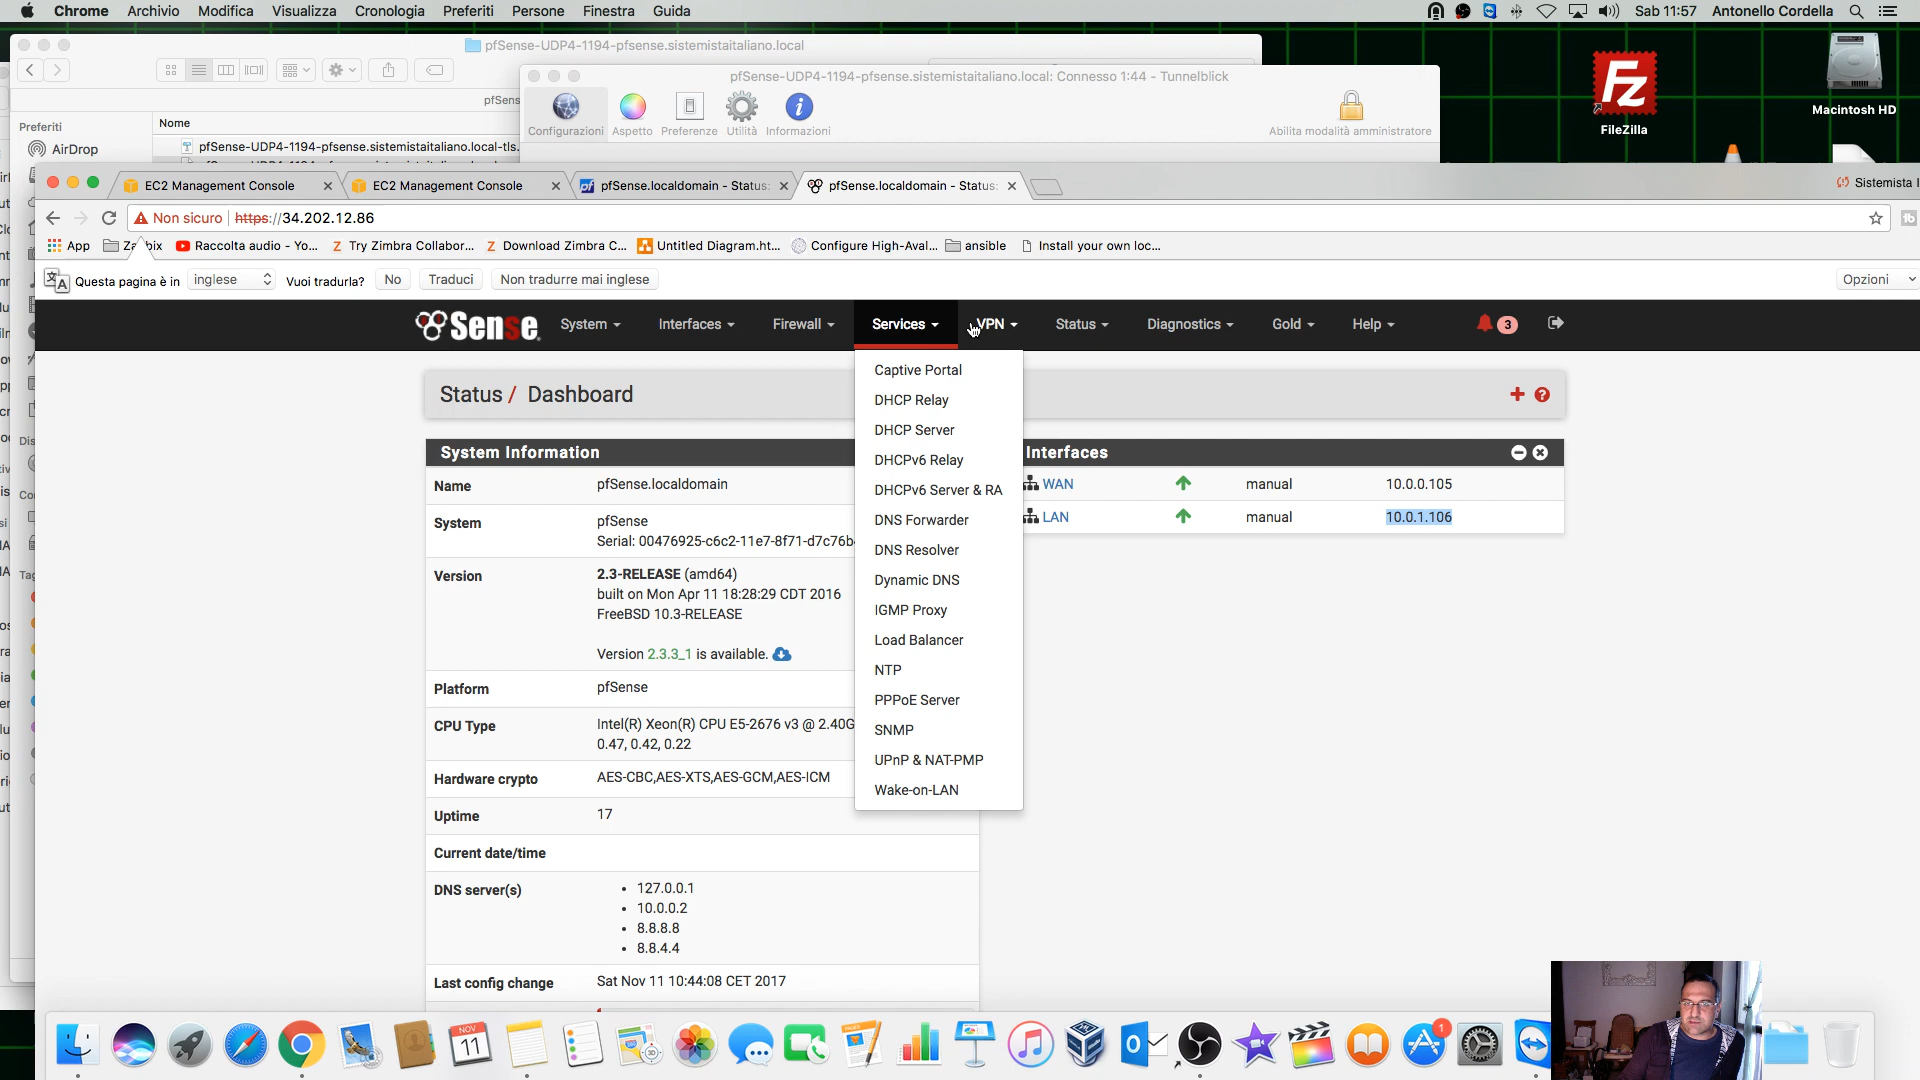 Chrome Archivio Modifica Visualizza Cronologia Preferiti Persone Finestra Guida Sab 11:57 Antonello Cordella
pfSense-UDP4-1194-pfsense.sistemistaitaliano.local
pfSense-UDP4-1194-pfsense.sistemistaitaliano.local: Connesso 1:44 - Tunnelblick
Configurazioni Aspetto Preferenze Utilità Informazioni Abilita modalità amministratore
FileZilla
Macintosh HD
Preferiti
AirDrop
Nome
pfSense-UDP4-1194-pfsense.sistemistaitaliano.local-tls.
EC2 Management Console EC2 Management Console pfSense.localdomain - Status: pfSense.localdomain - Status: Sistemista I
Non sicuro https://34.202.12.86
App Zabbix Raccolta audio - Yo... Try Zimbra Collabor... Download Zimbra C... Untitled Diagram.ht... Configure High-Aval... ansible Install your own loc...
Questa pagina è in inglese Vuoi tradurla? No Traduci Non tradurre mai inglese Opzioni
Sense System Interfaces Firewall Services VPN Status Diagnostics Gold Help 3
Captive Portal
DHCP Relay
DHCP Server
DHCPv6 Relay
DHCPv6 Server & RA
DNS Forwarder
DNS Resolver
Dynamic DNS
IGMP Proxy
Load Balancer
NTP
PPPoE Server
SNMP
UPnP & NAT-PMP
Wake-on-LAN
Status / Dashboard
System Information
Name pfSense.localdomain
System pfSense
Serial: 00476925-c6c2-11e7-8f71-d7c76b
Version 2.3-RELEASE (amd64)
built on Mon Apr 11 18:28:29 CDT 2016
FreeBSD 10.3-RELEASE
Version 2.3.3_1 is available.
Platform pfSense
CPU Type Intel(R) Xeon(R) CPU E5-2676 v3 @ 2.40G
0.47, 0.42, 0.22
Hardware crypto AES-CBC,AES-XTS,AES-GCM,AES-ICM
Uptime 17
Current date/time
DNS server(s)
• 127.0.0.1
• 10.0.0.2
• 8.8.8.8
• 8.8.4.4
Last config change Sat Nov 11 10:44:08 CET 2017
Interfaces
WAN manual 10.0.0.105
LAN manual 10.0.1.106
NOV
11
1